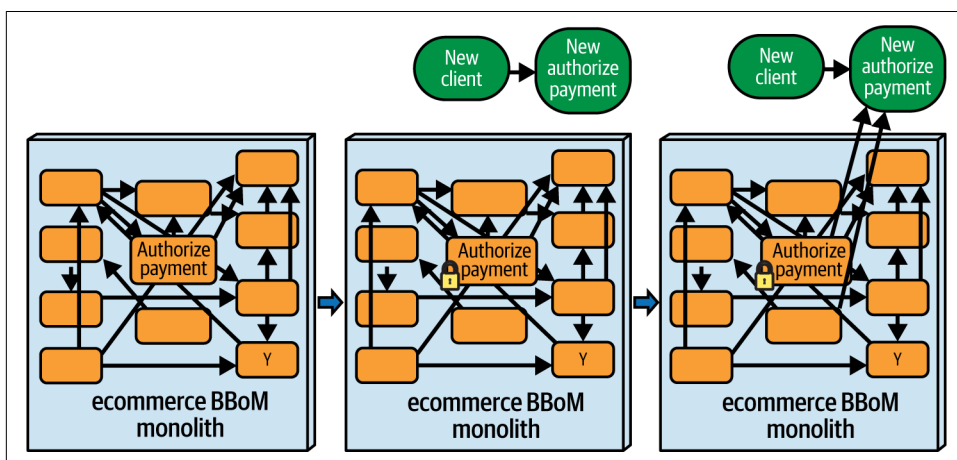 New
client
New
authorize
payment
New
client
New
authorize
payment
Authorize
payment
Y
ecommerce BBoM
monolith
Authorize
payment
Y
ecommerce BBoM
monolith
Authorize
payment
Y
ecommerce BBoM
monolith